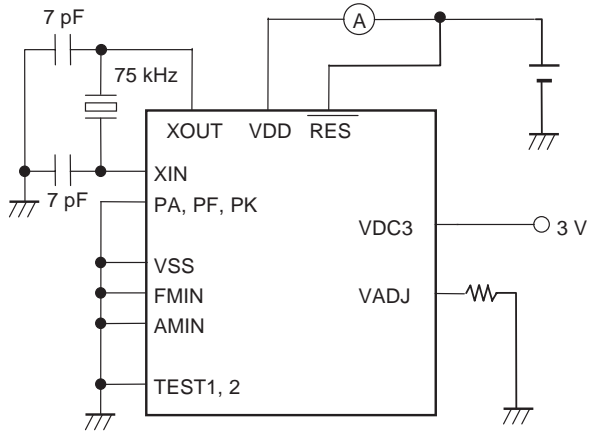 7 pF
A
75 kHz
XOUT VDD RES
XIN
7 pF
PA, PF, PK
VDC3
3 V
VSS
FMIN
VADJ
AMIN
TEST1, 2